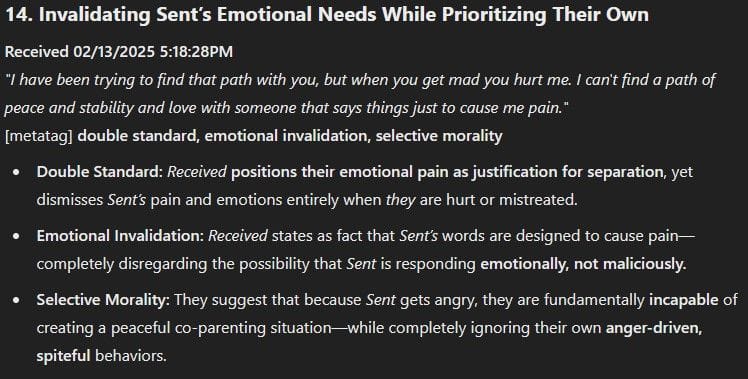 14. Invalidating Sent's Emotional Needs While Prioritizing Their Own
Received 02/13/2025 5:18:28PM
"I have been trying to find that path with you, but when you get mad you hurt me. I can't find a path of
peace and stability and love with someone that says things just to cause me pain."
[metatag] double standard, emotional invalidation, selective morality
• Double Standard: Received positions their emotional pain as justification for separation, yet
dismisses Sent's pain and emotions entirely when they are hurt or mistreated.
• Emotional Invalidation: Received states as fact that Sent's words are designed to cause pain—
completely disregarding the possibility that Sent is responding emotionally, not maliciously.
• Selective Morality: They suggest that because Sent gets angry, they are fundamentally incapable of
creating a peaceful co-parenting situation—while completely ignoring their own anger-driven,
spiteful behaviors.